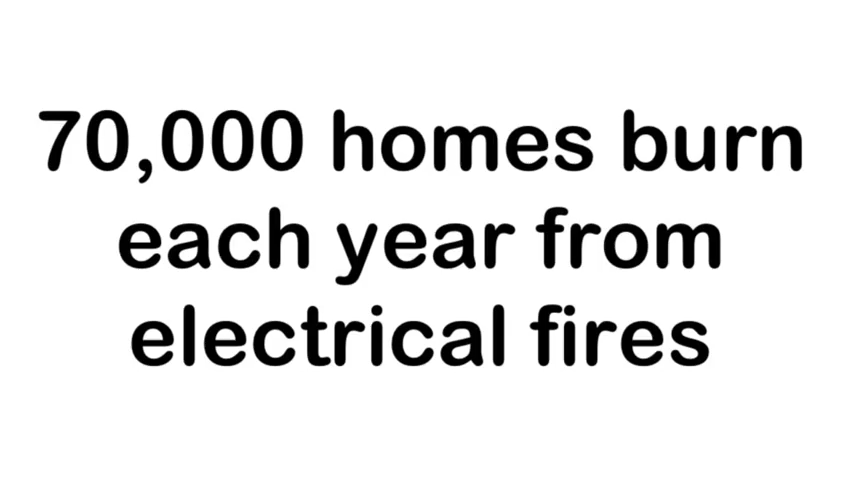 70,000 homes burn
each year from
electrical fires